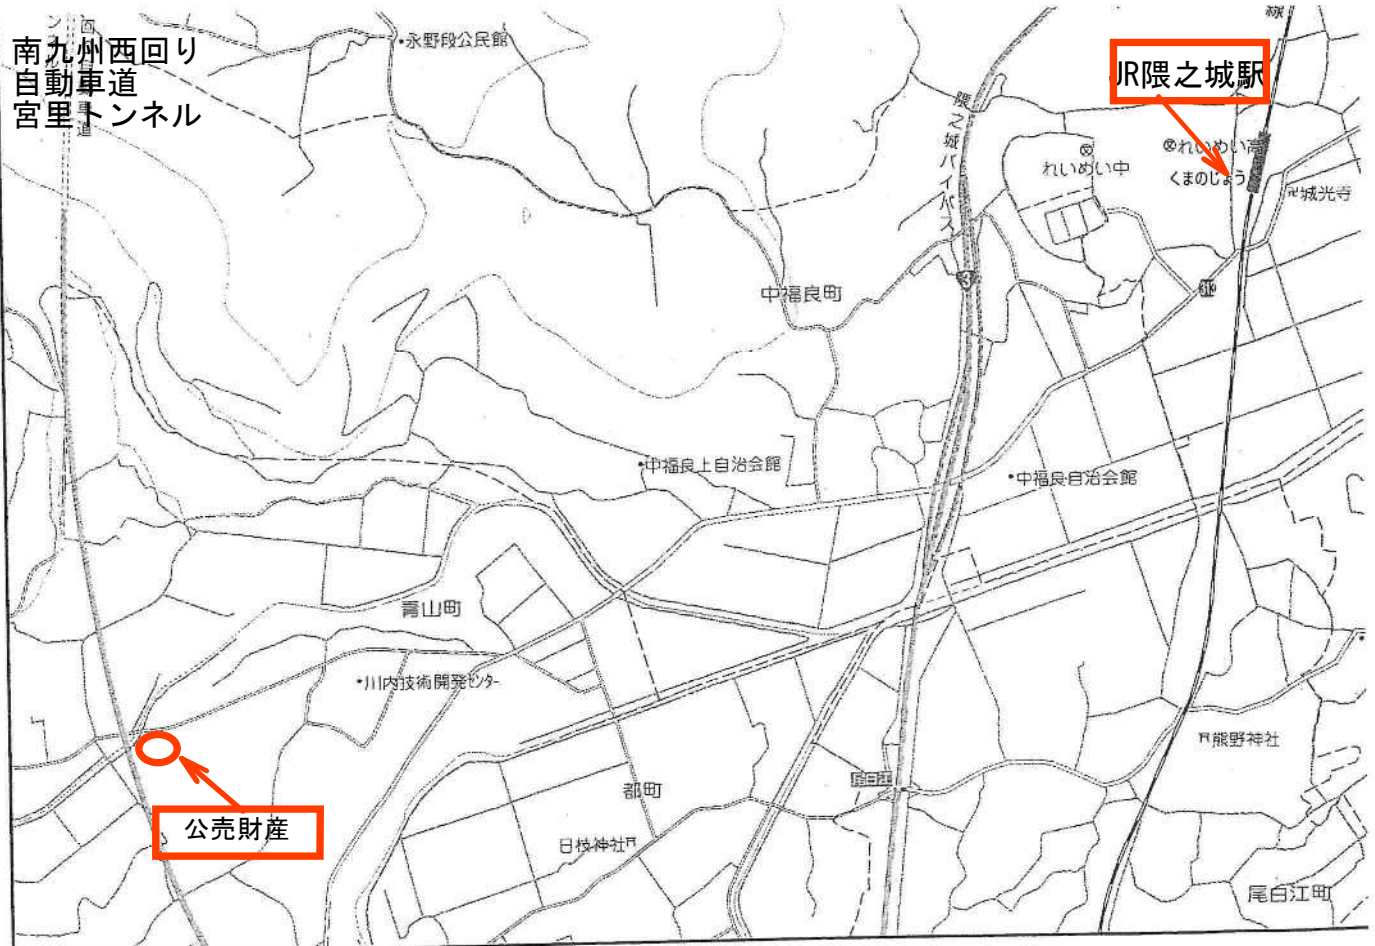 南九州西回り
自動車道
宮里トンネル
永野段公民館
線
JR隈之城駅
隈之城バイパス
れいめい中
れいめい高
くまのじょう
城光寺
中福良町
3
中福良上自治会館
中福良自治会館
青山町
川内技術開発センター
熊野神社
尾白江
都町
公売財産
日枝神社
尾白江町